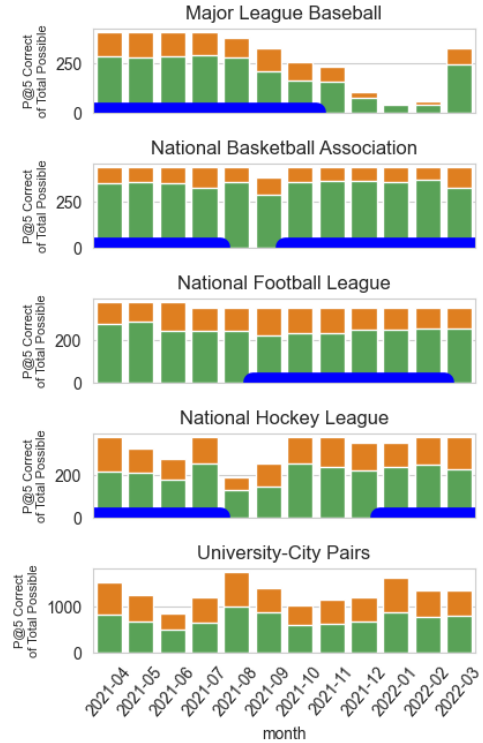 Major League Baseball
P@5 Correct
of Total Possible
250
0
National Basketball Association
P@5 Correct
of Total Possible
250
0
National Football League
P@5 Correct
of Total Possible
200
0
National Hockey League
P@5 Correct
of Total Possible
200
0
University-City Pairs
P@5 Correct
of Total Possible
1000
0
2021-04
2021-05
2021-06
2021-07
2021-08
2021-09
2021-10
2021-11
2021-12
2022-01
2022-02
2022-03
month